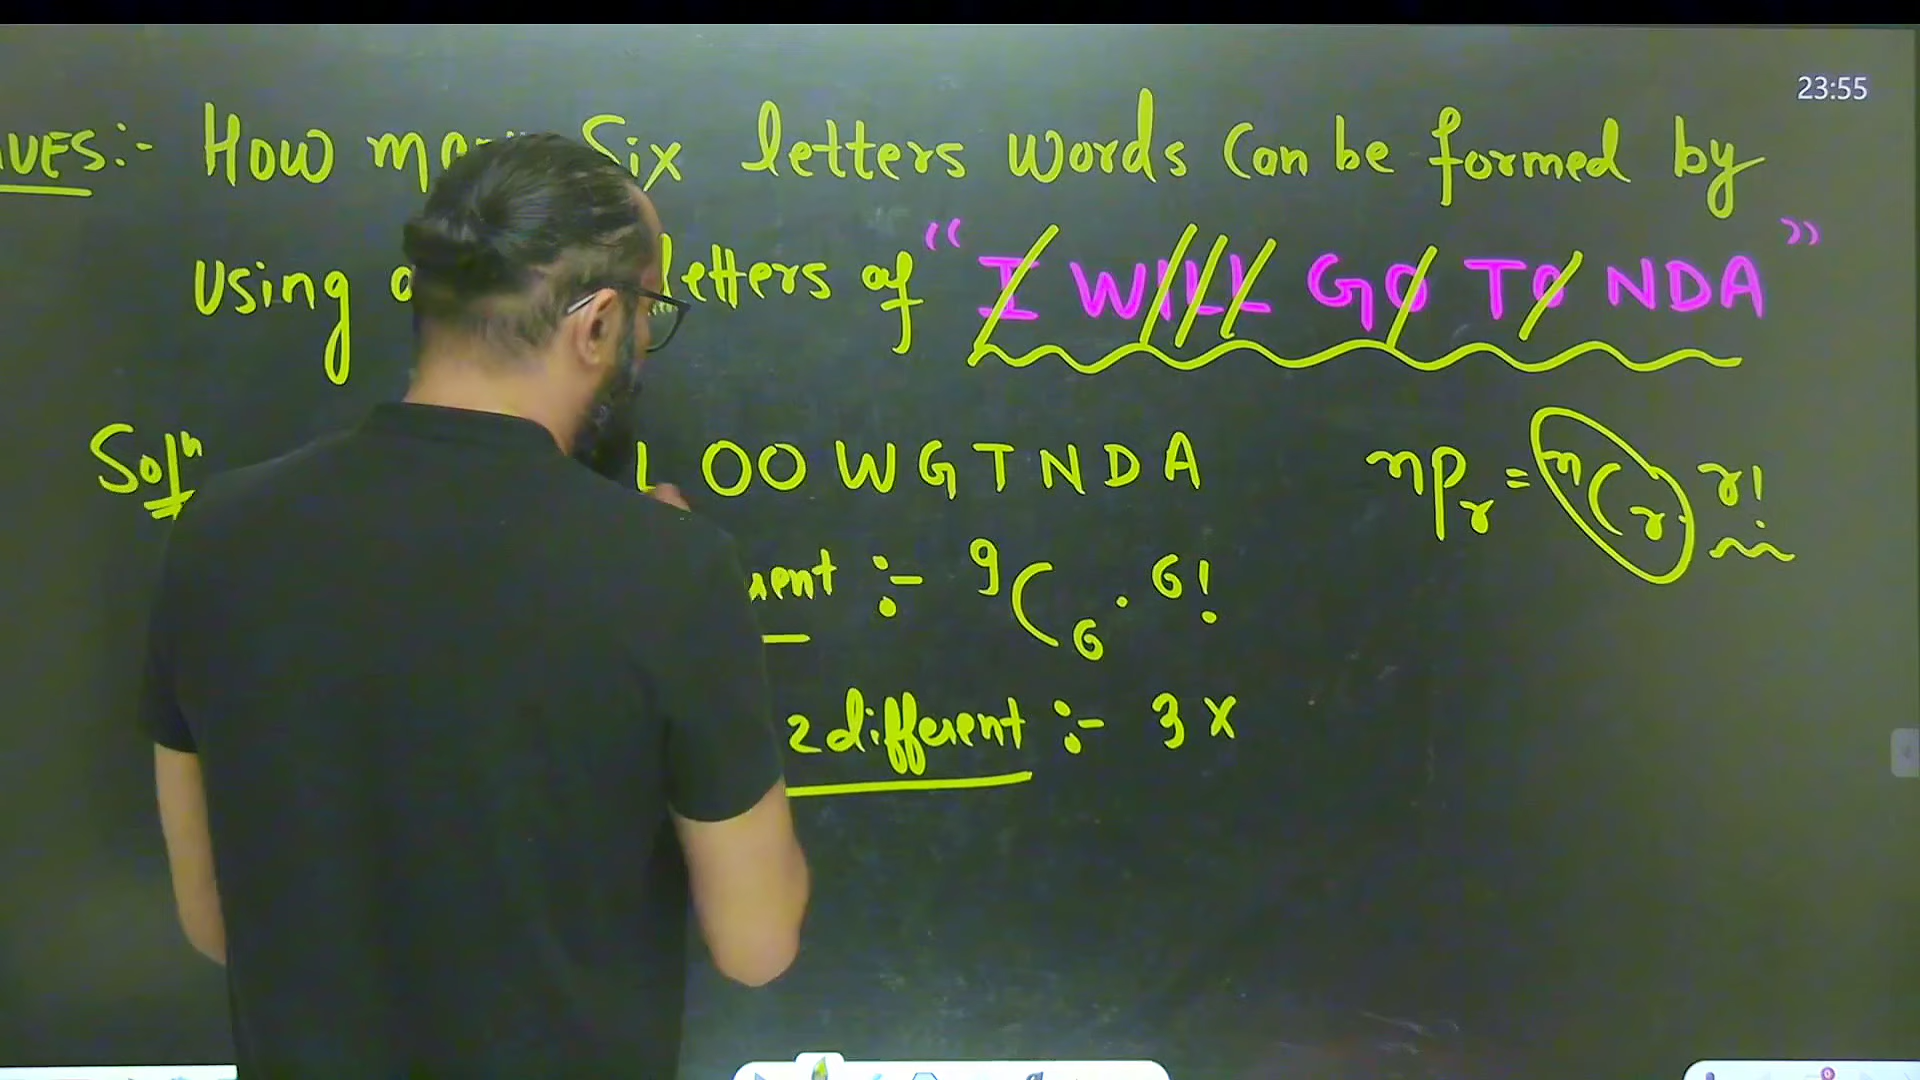 23:55
UES:- How Six letters words can be formed by
using letters of "I WILL GO TO NDA"
Solⁿ L OO W G T N D A nPr = nCr r!
:- 9C6 . 6!
2 different :- 3 x